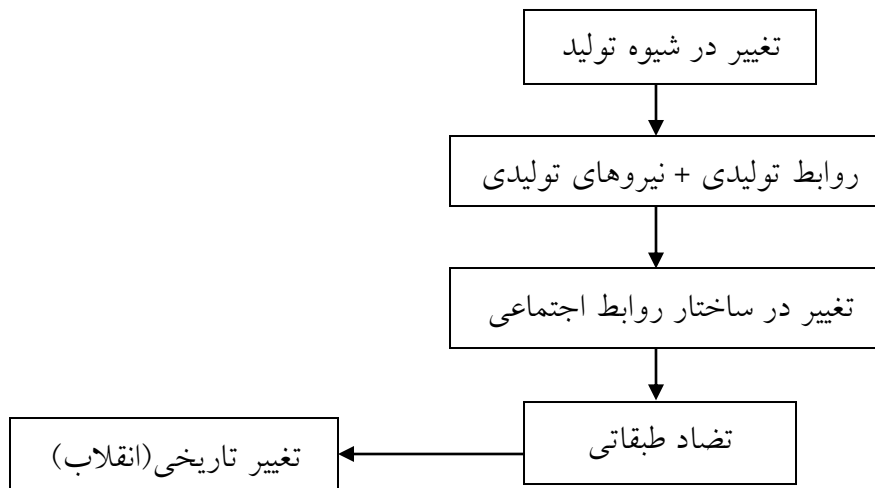 تغییر در شیوه تولید
روابط تولیدی + نیروهای تولیدی
تغییر در ساختار روابط اجتماعی
تضاد طبقاتی
تغییر تاریخی(انقلاب)